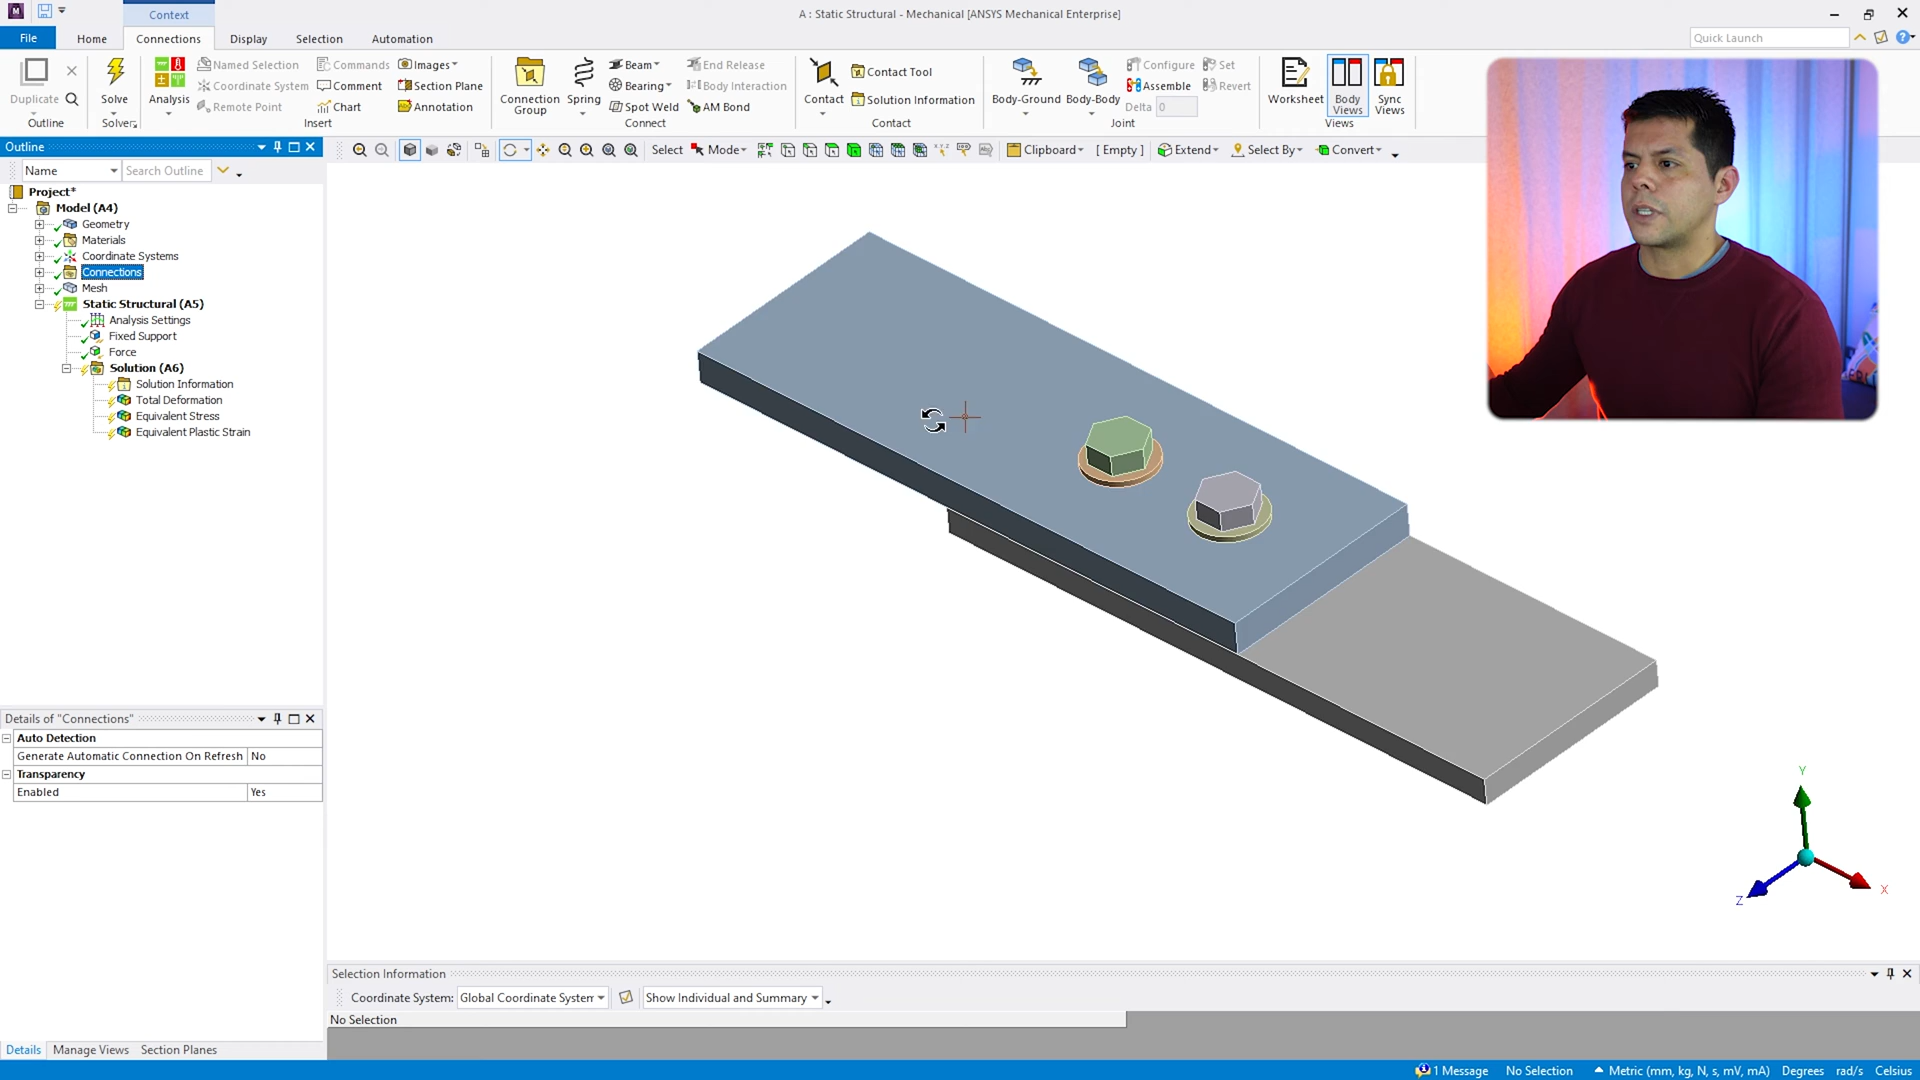 Context
A : Static Structural - Mechanical [ANSYS Mechanical Enterprise]
File Home Connections Display Selection Automation
Quick Launch
Duplicate
Outline
Solve
Solver
Analysis
Named Selection
Coordinate System
Remote Point
Commands
Comment
Chart
Images
Section Plane
Annotation
Insert
Connection Group
Spring
Beam
Bearing
Spot Weld
End Release
Body Interaction
AM Bond
Connect
Contact
Contact Tool
Solution Information
Contact
Body-Ground
Body-Body
Configure
Assemble
Delta 0
Set
Revert
Joint
Worksheet
Body Views
Sync Views
Views
Outline
Name
Search Outline
Select Mode
Clipboard [ Empty ] Extend Select By Convert
Project*
Model (A4)
Geometry
Materials
Coordinate Systems
Connections
Mesh
Static Structural (A5)
Analysis Settings
Fixed Support
Force
Solution (A6)
Solution Information
Total Deformation
Equivalent Stress
Equivalent Plastic Strain
Details of "Connections"
Auto Detection
Generate Automatic Connection On Refresh No
Transparency
Enabled Yes
Y
X
Z
Selection Information
Coordinate System: Global Coordinate System Show Individual and Summary
No Selection
Details Manage Views Section Planes
1 Message No Selection Metric (mm, kg, N, s, mV, mA) Degrees rad/s Celsius